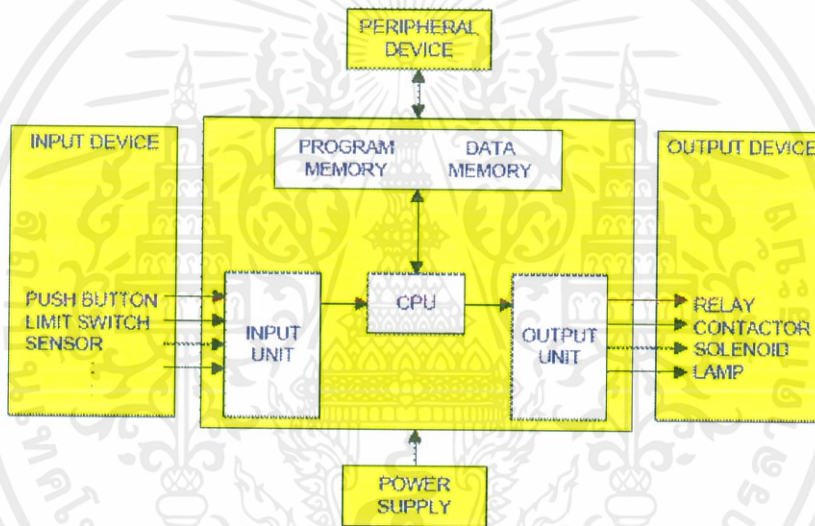 PERIPHERAL
DEVICE
INPUT DEVICE
PUSH BUTTON
LIMIT SWITCH
SENSOR
PROGRAM
MEMORY
DATA
MEMORY
INPUT
UNIT
CPU
OUTPUT
UNIT
OUTPUT DEVICE
RELAY
CONTACTOR
SOLENOID
LAMP
POWER
SUPPLY